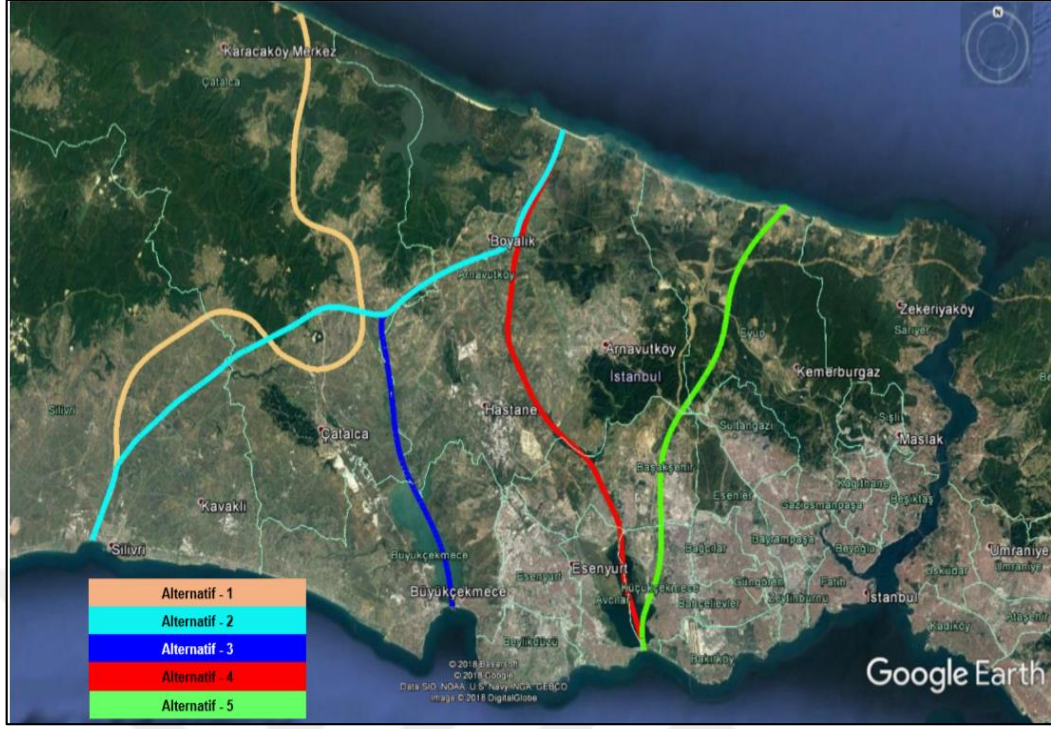 N
Karacaköy Merkez
Çatalca
Boyalık
Arnavutköy
Zekeriyaköy
Sarıyer
Eyüp
Arnavutköy
İstanbul
Kemerburgaz
Silivri
Hastane
Şişli
Sultangazi
Maslak
Çatalca
Başakşehir
Kağıthane
Esenler
Beşiktaş
Gaziosmanpaşa
Kavaklı
Bayrampaşa
Beyoğlu
Bağcılar
Silivri
Büyükçekmece
Ümraniye
Ümraniye
Esenyurt
Esenyurt
Güngören
Fatih
Üsküdar
Küçükçekmece
Büyükçekmece
Avcılar
Bahçelievler
Zeytinburnu
İstanbul
Ataşehir
Kadıköy
Beylikdüzü
Bakırköy
Alternatif - 1
Alternatif - 2
Alternatif - 3
Alternatif - 4
Alternatif - 5
© 2018 Basarsoft
© 2018 Google
Data SIO, NOAA, U.S. Navy, NGA, GEBCO
Image © 2018 DigitalGlobe
Google Earth